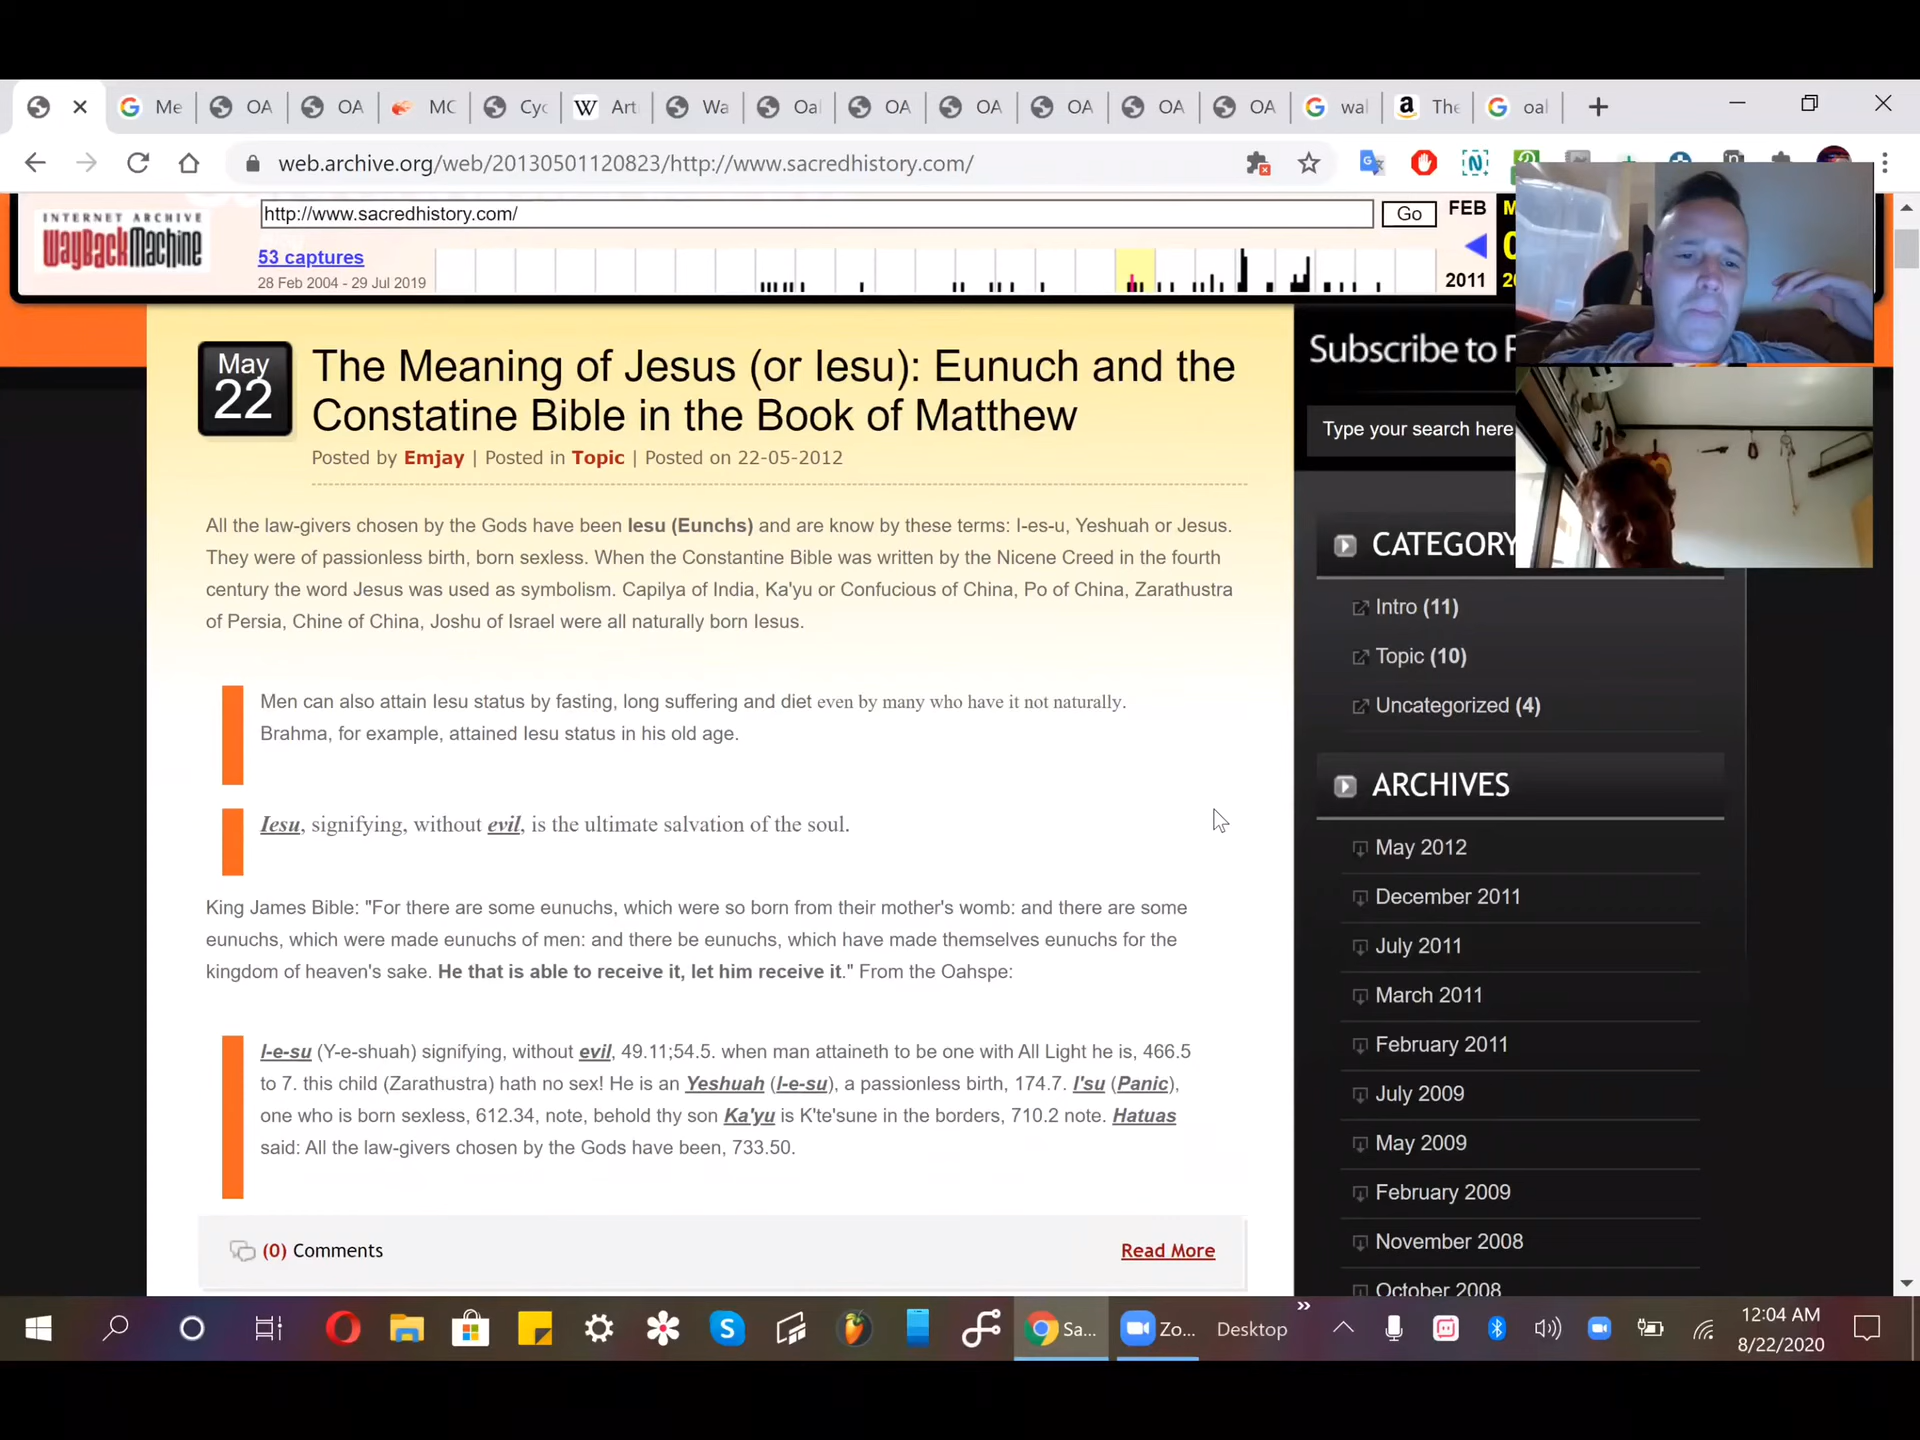 Me
OA
OA
MC
Cyc
Art
Wa
Oal
OA
OA
OA
OA
OA
wal
The
oal
web.archive.org/web/20130501120823/http://www.sacredhistory.com/
INTERNET ARCHIVE
WayBackMachine
http://www.sacredhistory.com/
Go
FEB
53 captures
28 Feb 2004 - 29 Jul 2019
2011
May
22
The Meaning of Jesus (or Iesu): Eunuch and the
Constatine Bible in the Book of Matthew
Posted by Emjay | Posted in Topic | Posted on 22-05-2012
All the law-givers chosen by the Gods have been Iesu (Eunchs) and are know by these terms: I-es-u, Yeshuah or Jesus.
They were of passionless birth, born sexless. When the Constantine Bible was written by the Nicene Creed in the fourth
century the word Jesus was used as symbolism. Capilya of India, Ka'yu or Confucious of China, Po of China, Zarathustra
of Persia, Chine of China, Joshu of Israel were all naturally born Iesus.
Men can also attain Iesu status by fasting, long suffering and diet even by many who have it not naturally.
Brahma, for example, attained Iesu status in his old age.
Iesu, signifying, without evil, is the ultimate salvation of the soul.
King James Bible: "For there are some eunuchs, which were so born from their mother's womb: and there are some
eunuchs, which were made eunuchs of men: and there be eunuchs, which have made themselves eunuchs for the
kingdom of heaven's sake. He that is able to receive it, let him receive it." From the Oahspe:
I-e-su (Y-e-shuah) signifying, without evil, 49.11;54.5. when man attaineth to be one with All Light he is, 466.5
to 7. this child (Zarathustra) hath no sex! He is an Yeshuah (I-e-su), a passionless birth, 174.7. I'su (Panic),
one who is born sexless, 612.34, note, behold thy son Ka'yu is K'te'sune in the borders, 710.2 note. Hatuas
said: All the law-givers chosen by the Gods have been, 733.50.
(0) Comments
Read More
Subscribe to
Type your search here
CATEGORY
Intro (11)
Topic (10)
Uncategorized (4)
ARCHIVES
May 2012
December 2011
July 2011
March 2011
February 2011
July 2009
May 2009
February 2009
November 2008
October 2008
Sa...
Zo...
Desktop
12:04 AM
8/22/2020